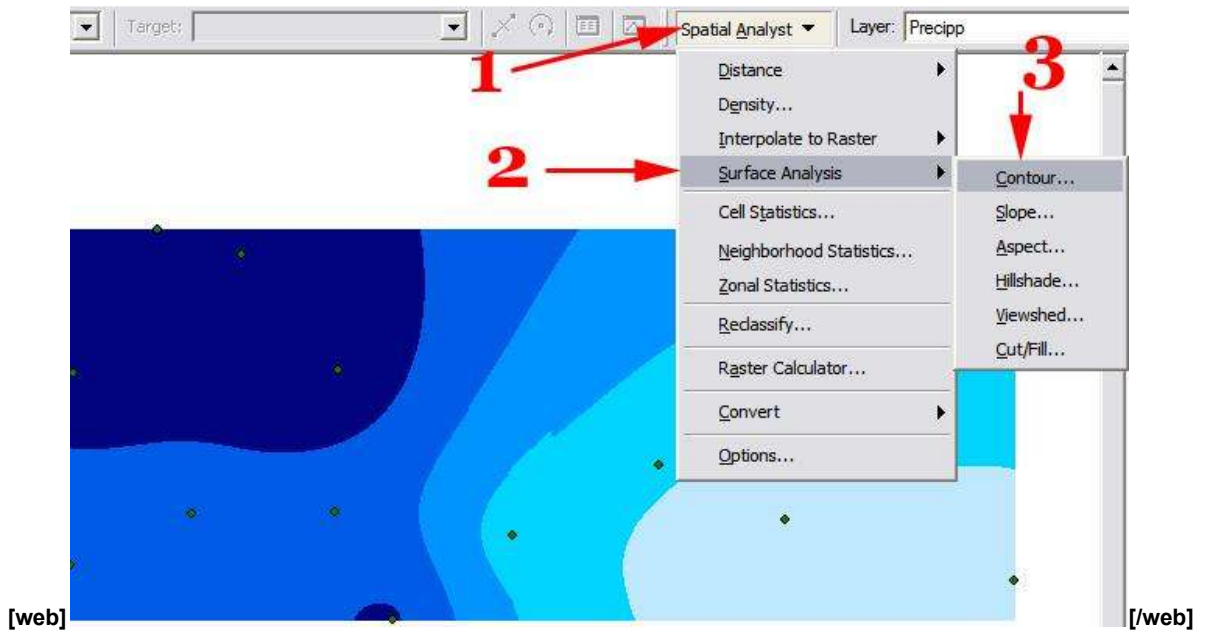 Target: Spatial Analyst Layer: Precipp
1
3
Distance
Density...
Interpolate to Raster
2
Surface Analysis
Contour...
Cell Statistics...
Slope...
Neighborhood Statistics...
Aspect...
Zonal Statistics...
Hillshade...
Reclassify...
Viewshed...
Raster Calculator...
Cut/Fill...
Convert
Options...
[web] [/web]